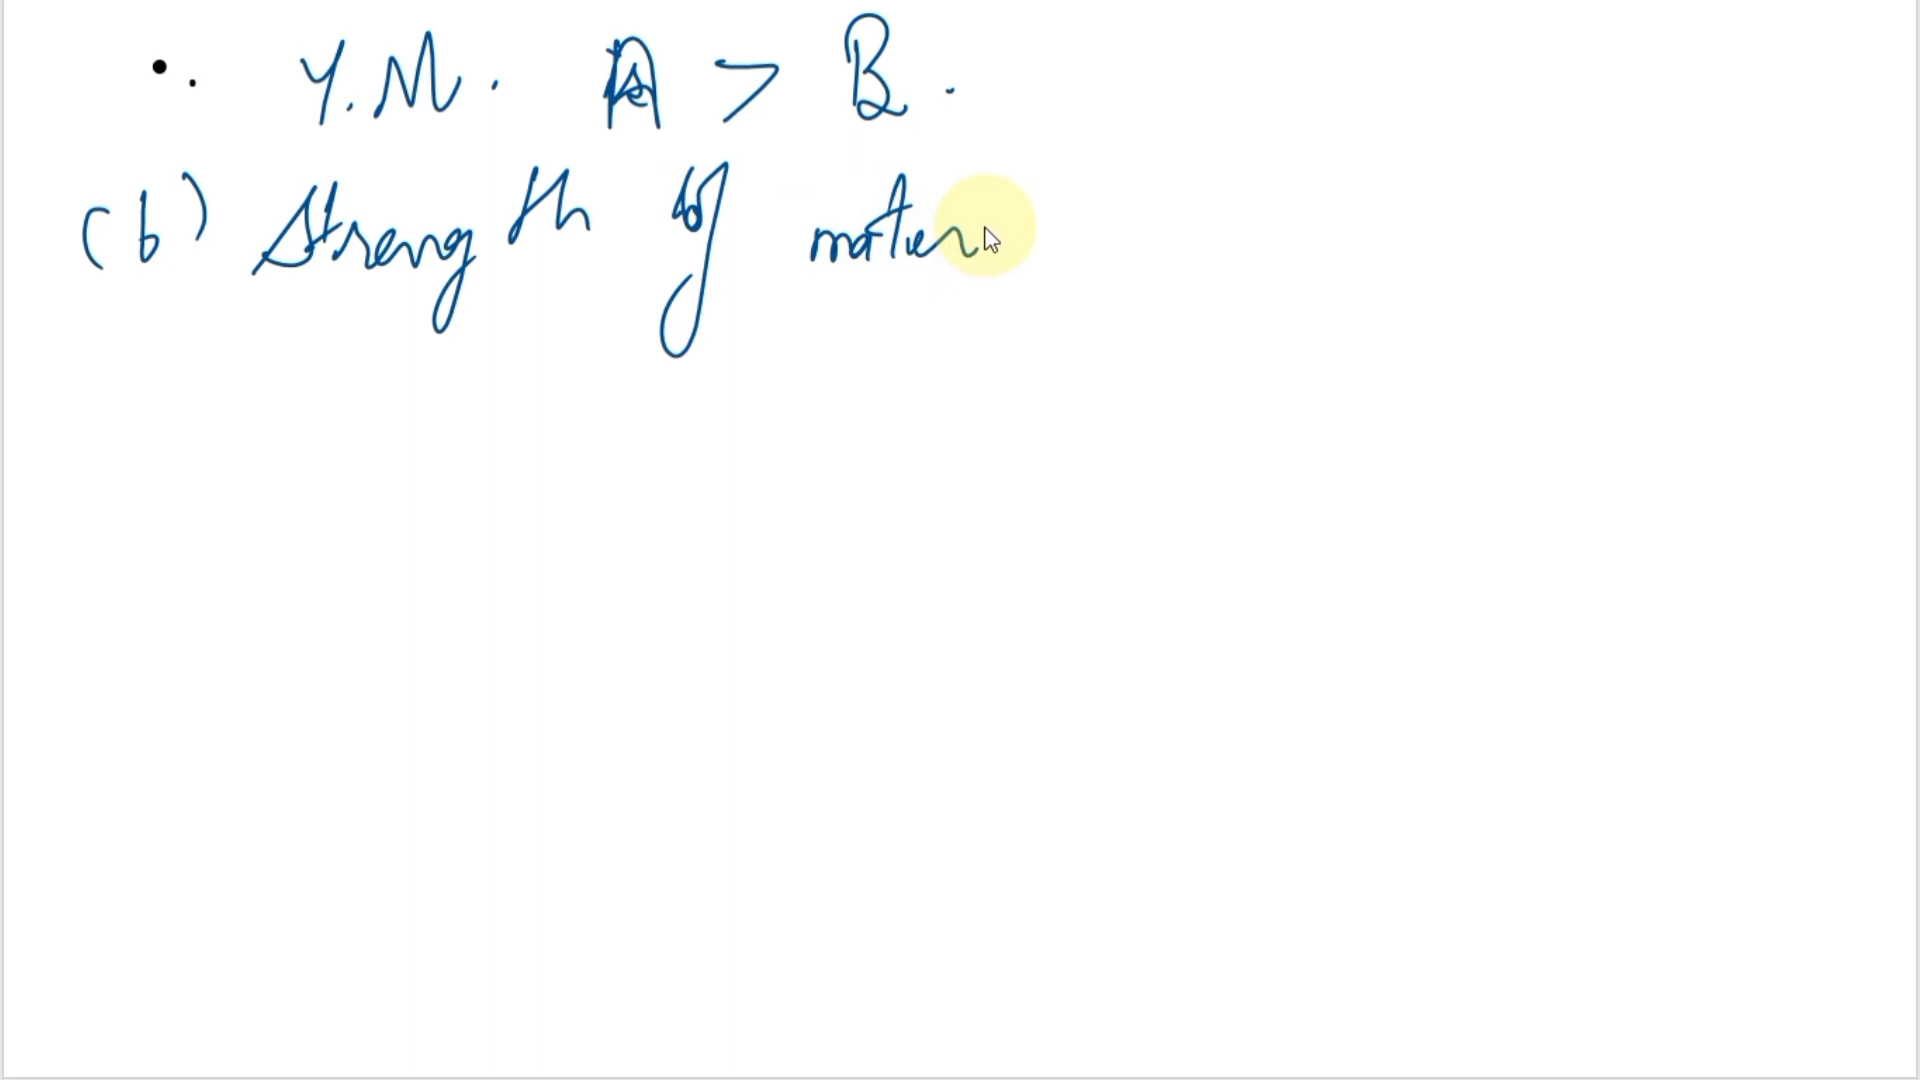 ∴ Y.M. A > B.
(b) Strength of mater